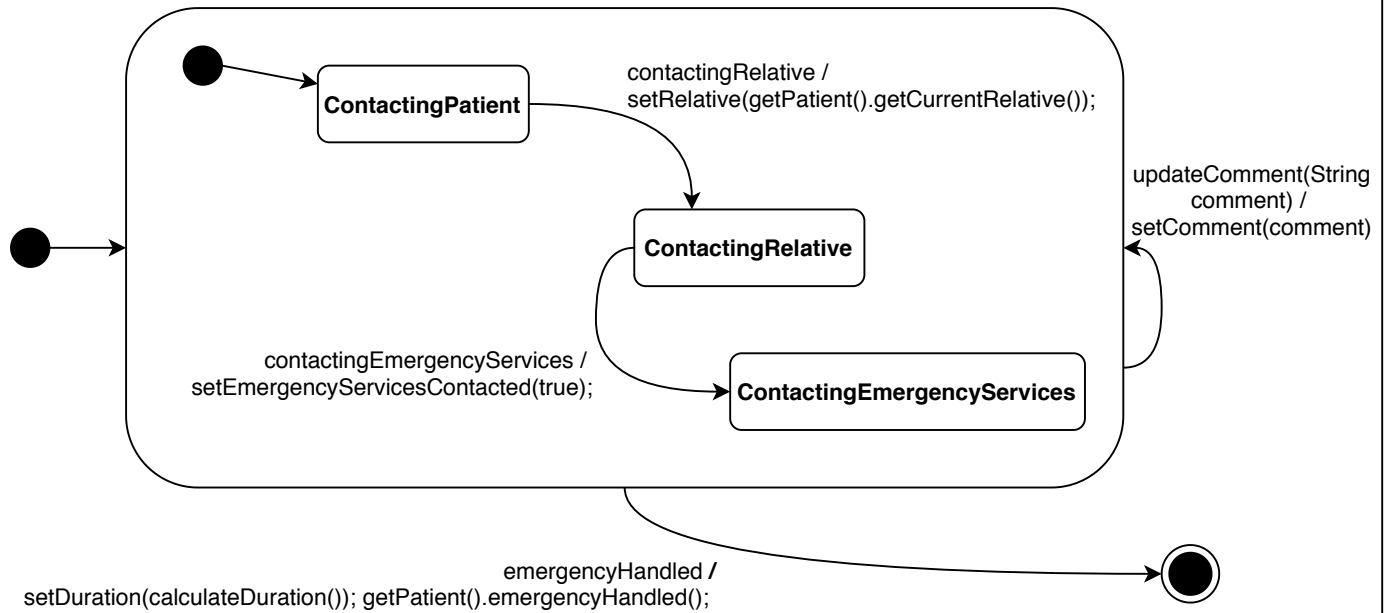 contactingRelative /
setRelative(getPatient().getCurrentRelative());
ContactingPatient
updateComment(String
comment) /
setComment(comment)
ContactingRelative
contactingEmergencyServices /
setEmergencyServicesContacted(true);
ContactingEmergencyServices
emergencyHandled /
setDuration(calculateDuration()); getPatient().emergencyHandled();